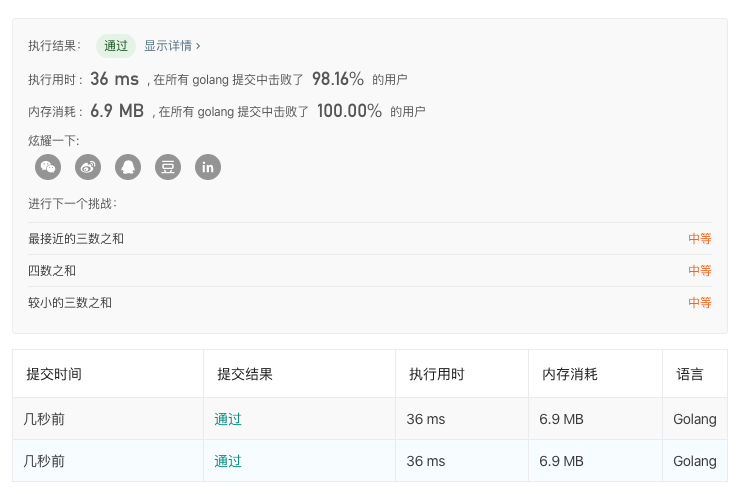 执行结果： 通过 显示详情 ›
执行用时 : 36 ms , 在所有 golang 提交中击败了 98.16% 的用户
内存消耗 : 6.9 MB , 在所有 golang 提交中击败了 100.00% 的用户
炫耀一下:
豆 in
进行下一个挑战：
最接近的三数之和 中等
四数之和 中等
较小的三数之和 中等
提交时间 提交结果 执行用时 内存消耗 语言
几秒前 通过 36 ms 6.9 MB Golang
几秒前 通过 36 ms 6.9 MB Golang